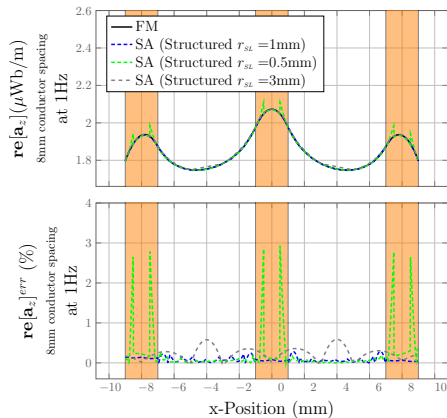 FM
SA (Structured r_SL =1mm)
SA (Structured r_SL =0.5mm)
SA (Structured r_SL =3mm)
re[a_z](μWb/m)
8mm conductor spacing
at 1Hz
2.6
2.4
2.2
2.0
1.8
re[a_z]^err (%)
8mm conductor spacing
at 1Hz
4
3
2
1
0
−10 −8 −6 −4 −2 0 2 4 6 8 10
x-Position (mm)